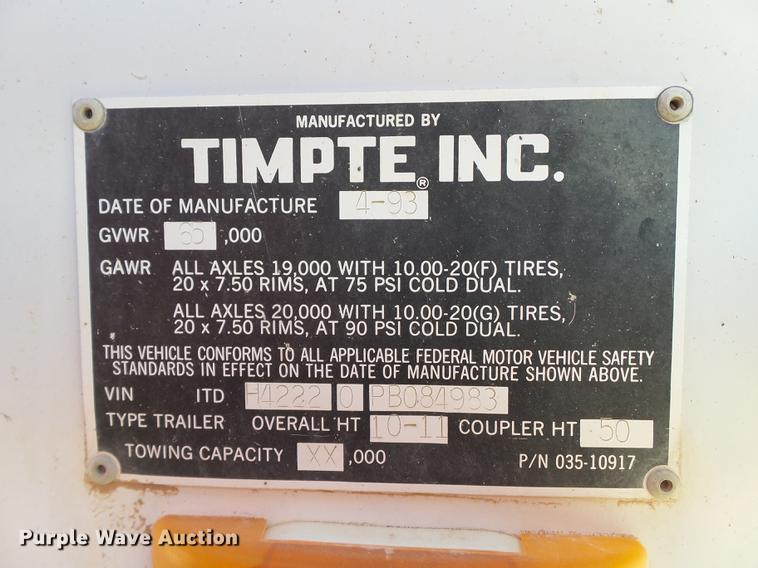 MANUFACTURED BY
TIMPTE® INC.
DATE OF MANUFACTURE 4-93
GVWR 65 ,000
GAWR ALL AXLES 19,000 WITH 10.00-20(F) TIRES,
20 x 7.50 RIMS, AT 75 PSI COLD DUAL.
ALL AXLES 20,000 WITH 10.00-20(G) TIRES,
20 x 7.50 RIMS, AT 90 PSI COLD DUAL.
THIS VEHICLE CONFORMS TO ALL APPLICABLE FEDERAL MOTOR VEHICLE SAFETY
STANDARDS IN EFFECT ON THE DATE OF MANUFACTURE SHOWN ABOVE.
VIN 1TD H4222 0 PB084983
TYPE TRAILER OVERALL HT 10-11 COUPLER HT 50
TOWING CAPACITY XX ,000 P/N 035-10917
Purple Wave Auction